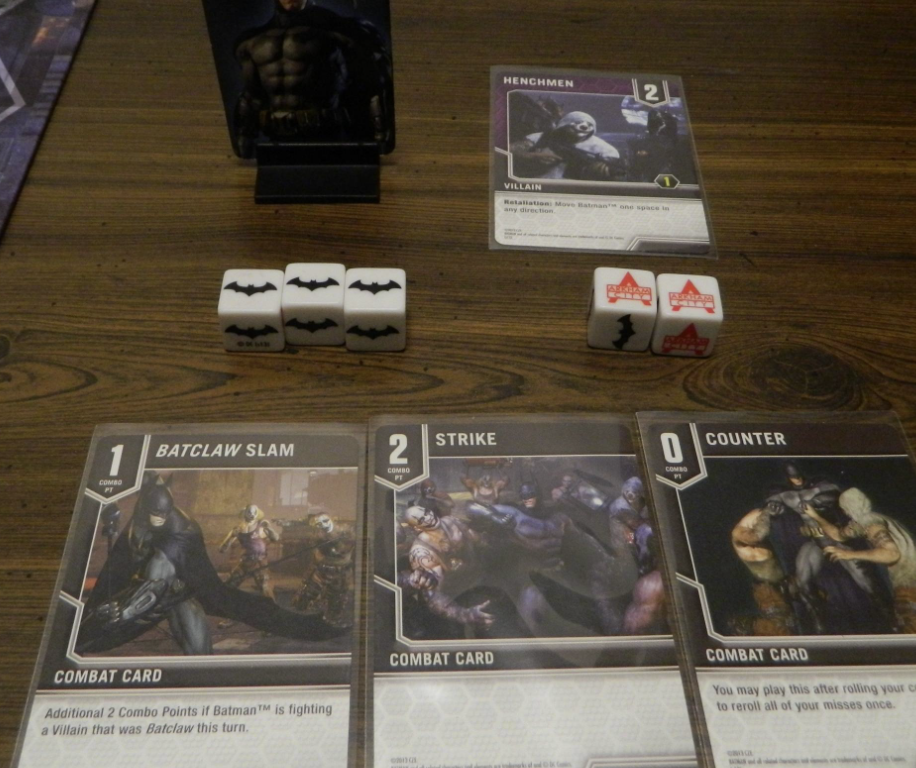 HENCHMEN
2
1
VILLAIN
Retaliation: Move Batman™ one space in
any direction
ARKHAM
CITY
ARKHAM
CITY
1
COMBO
PT
BATCLAW SLAM
COMBAT CARD
Additional 2 Combo Points if Batman™ is fighting
a Villain that was Batclaw this turn.
2
COMBO
PT
STRIKE
COMBAT CARD
0
COMBO
PT
COUNTER
COMBAT CARD
You may play this after rolling your c
to reroll all of your misses once.